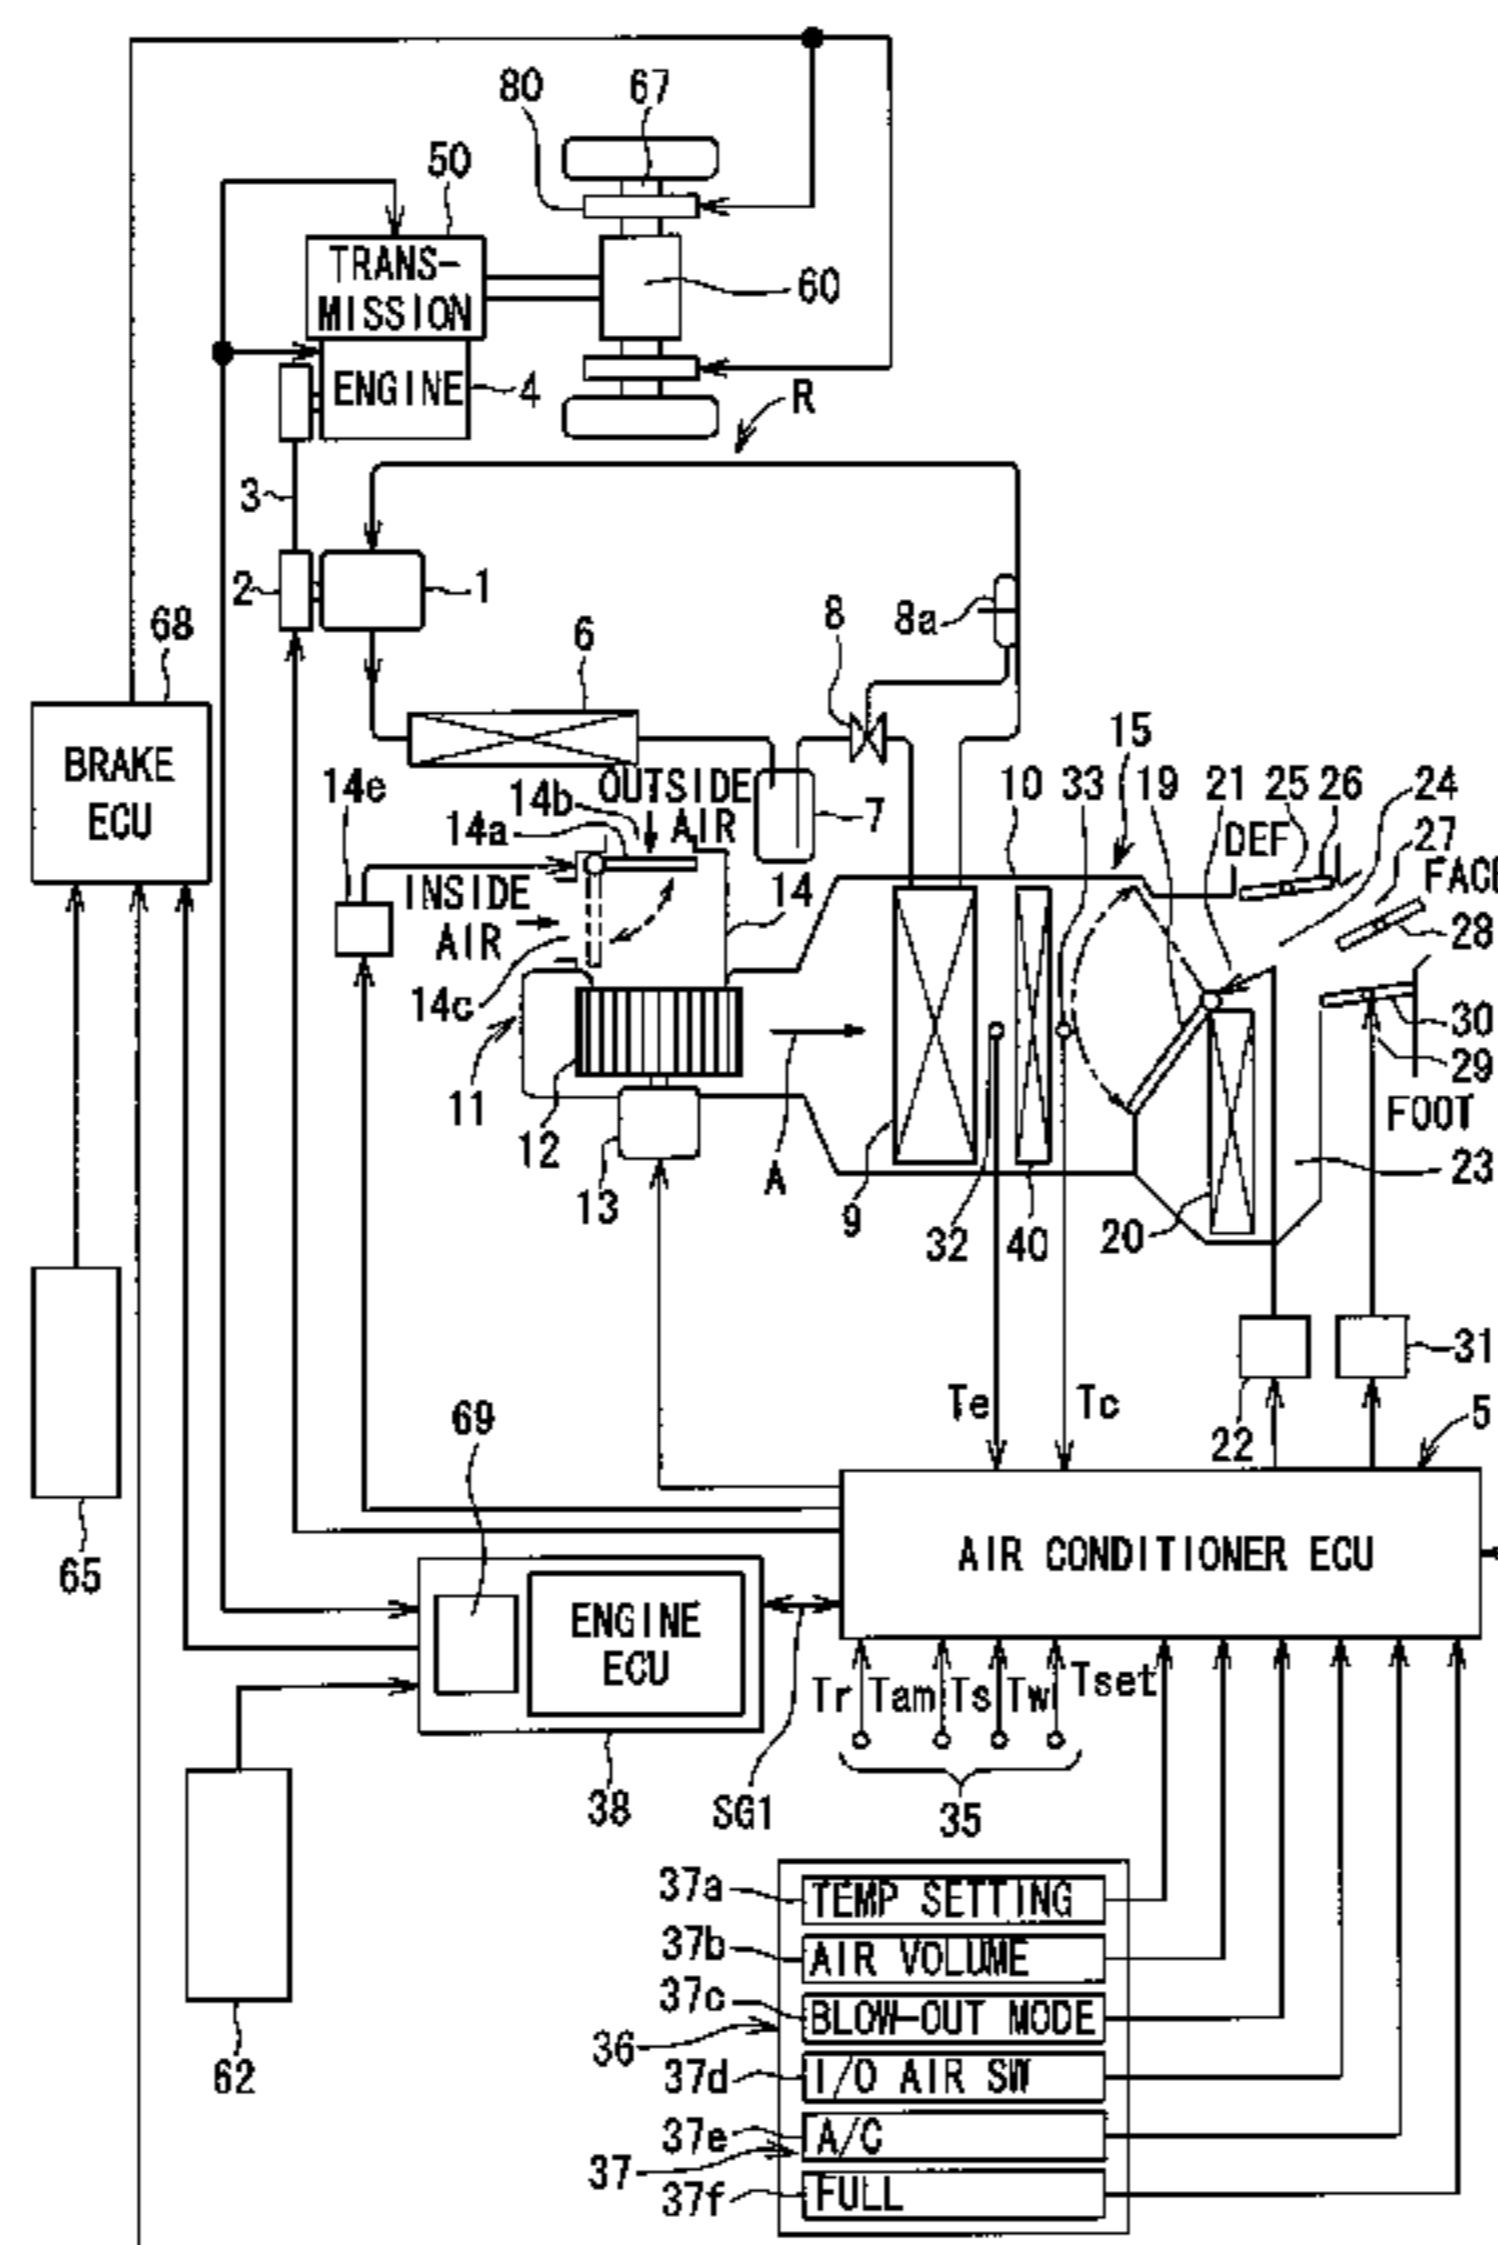 80
67
50
TRANS-
MISSION
60
ENGINE
4
R
3
2
1
8a
8
6
68
BRAKE
ECU
14e
14b
OUTSIDE
AIR
14a
7
10
33
15
19
21
25
26
24
27
DEF
FACE
INSIDE
AIR
14
28
14c
30
11
12
29
FOOT
13
A
9
32
40
20
23
31
Te
Tc
22
5
69
65
AIR CONDITIONER ECU
ENGINE
ECU
Tr
Tam
Ts
Tw
Tset
38
SG1
35
37a
TEMP SETTING
37b
AIR VOLUME
37c
BLOW-OUT MODE
36
37d
I/O AIR SW
62
37e
A/C
37
37f
FULL